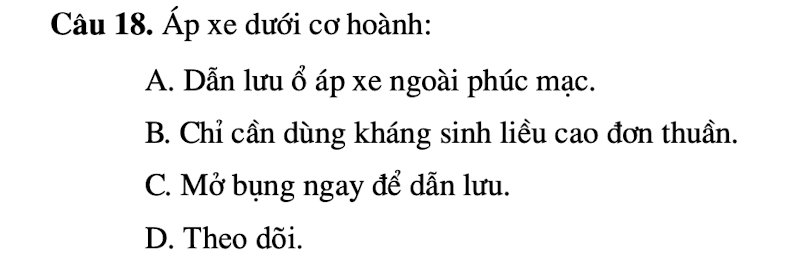 Câu 18. Áp xe dưới cơ hoành:
A. Dẫn lưu ổ áp xe ngoài phúc mạc.
B. Chỉ cần dùng kháng sinh liều cao đơn thuần.
C. Mở bụng ngay để dẫn lưu.
D. Theo dõi.